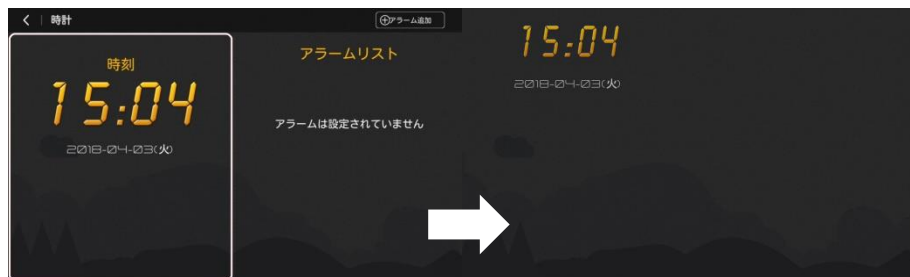 時計
アラーム追加
時刻
15:04
2018-04-03(火)
アラームリスト
アラームは設定されていません
15:04
2018-04-03(火)